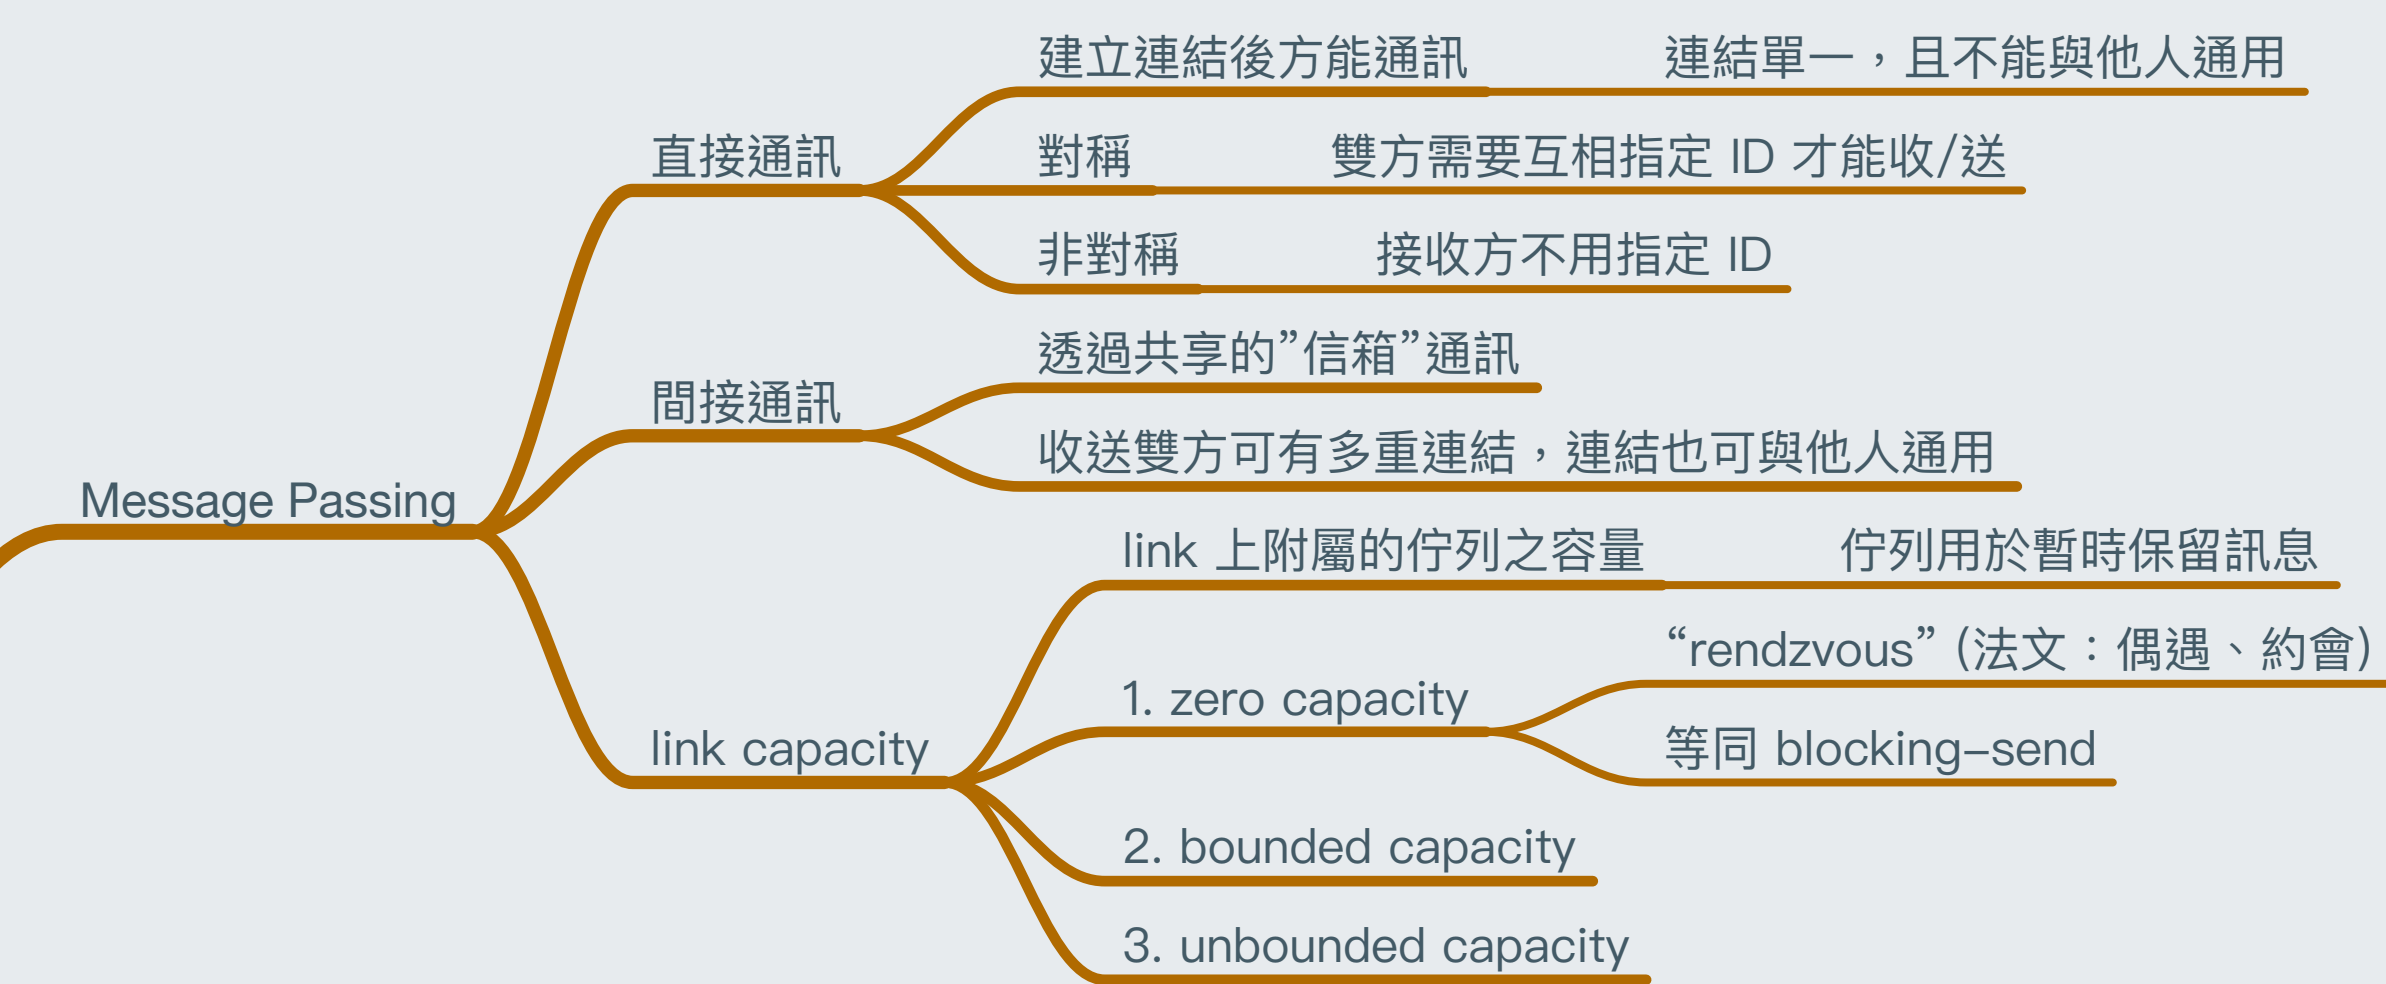 Message Passing
直接通訊
建立連結後方能通訊
連結單一，且不能與他人通用
對稱
雙方需要互相指定 ID 才能收/送
非對稱
接收方不用指定 ID
間接通訊
透過共享的”信箱”通訊
收送雙方可有多重連結，連結也可與他人通用
link capacity
link 上附屬的佇列之容量
佇列用於暫時保留訊息
1. zero capacity
“rendzvous” (法文：偶遇、約會)
等同 blocking-send
2. bounded capacity
3. unbounded capacity